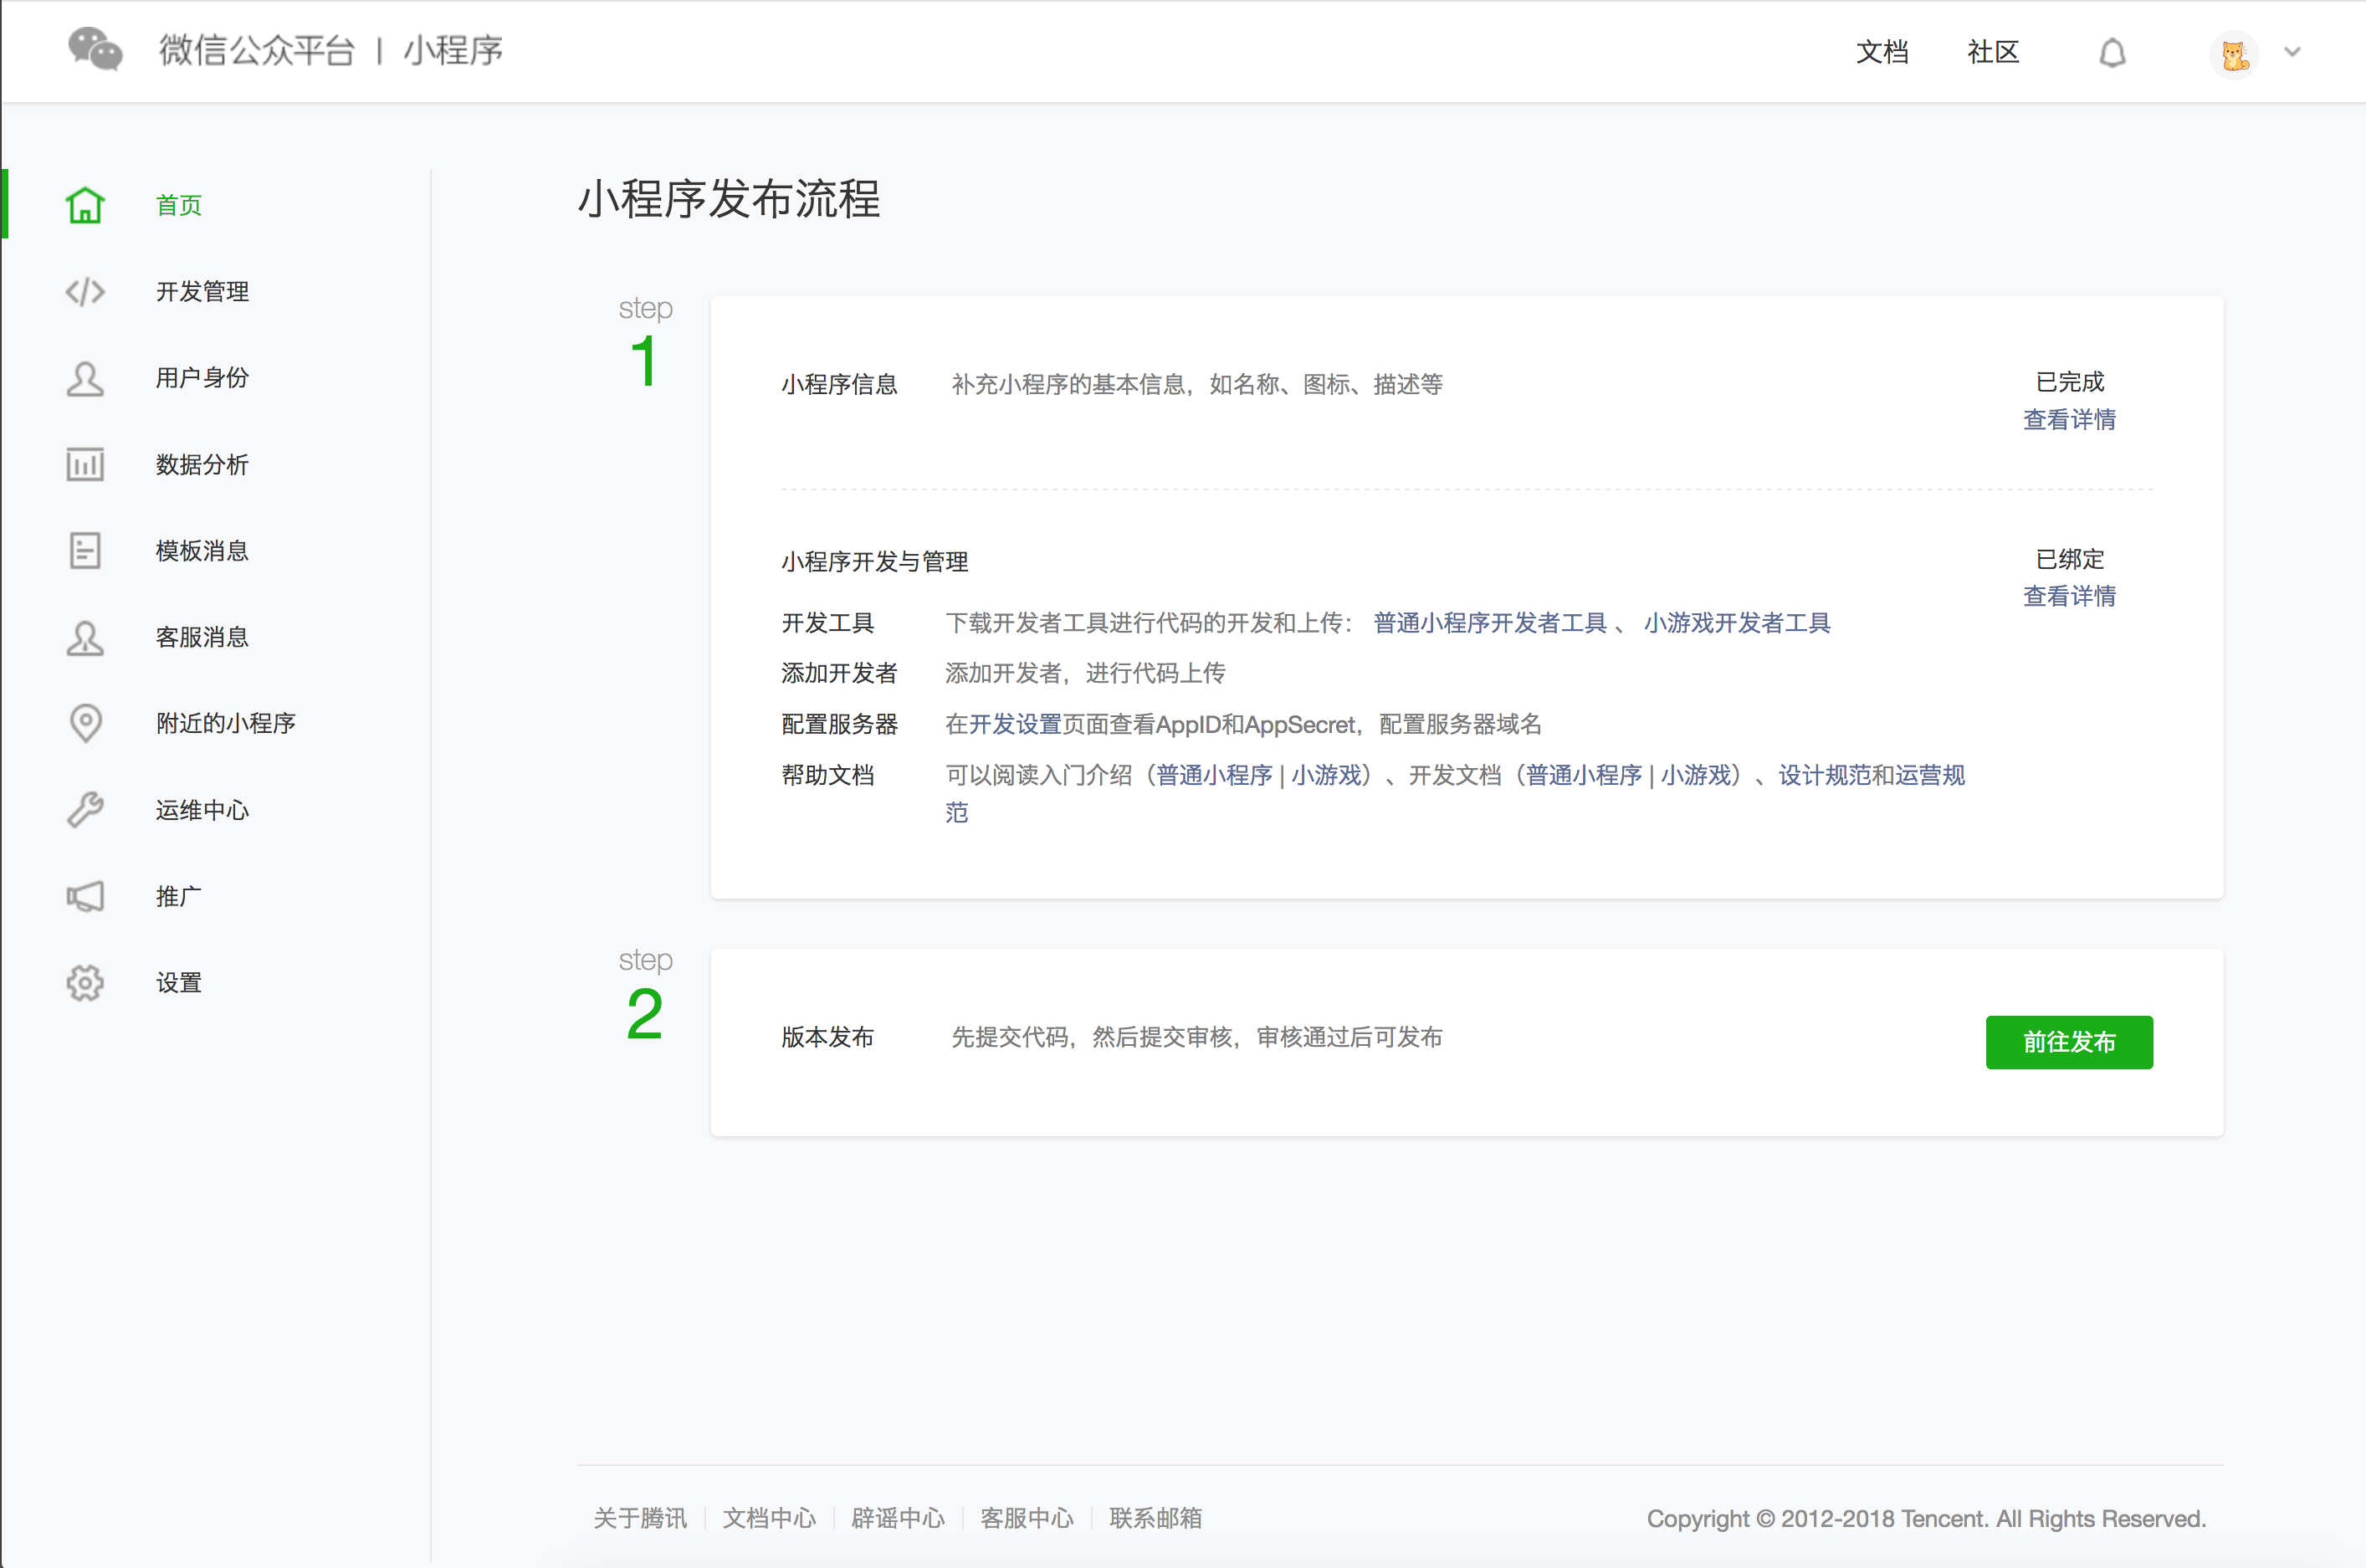 微信公众平台 | 小程序
文档 社区
首页
开发管理
用户身份
数据分析
模板消息
客服消息
附近的小程序
运维中心
推广
设置
小程序发布流程
step
1
小程序信息 补充小程序的基本信息，如名称、图标、描述等 已完成
查看详情
小程序开发与管理 已绑定
查看详情
开发工具 下载开发者工具进行代码的开发和上传： 普通小程序开发者工具 、 小游戏开发者工具
添加开发者 添加开发者，进行代码上传
配置服务器 在开发设置页面查看AppID和AppSecret，配置服务器域名
帮助文档 可以阅读入门介绍（普通小程序 | 小游戏）、开发文档（普通小程序 | 小游戏）、设计规范和运营规
范
step
2
版本发布 先提交代码，然后提交审核，审核通过后可发布 前往发布
关于腾讯 | 文档中心 | 辟谣中心 | 客服中心 | 联系邮箱 Copyright © 2012-2018 Tencent. All Rights Reserved.